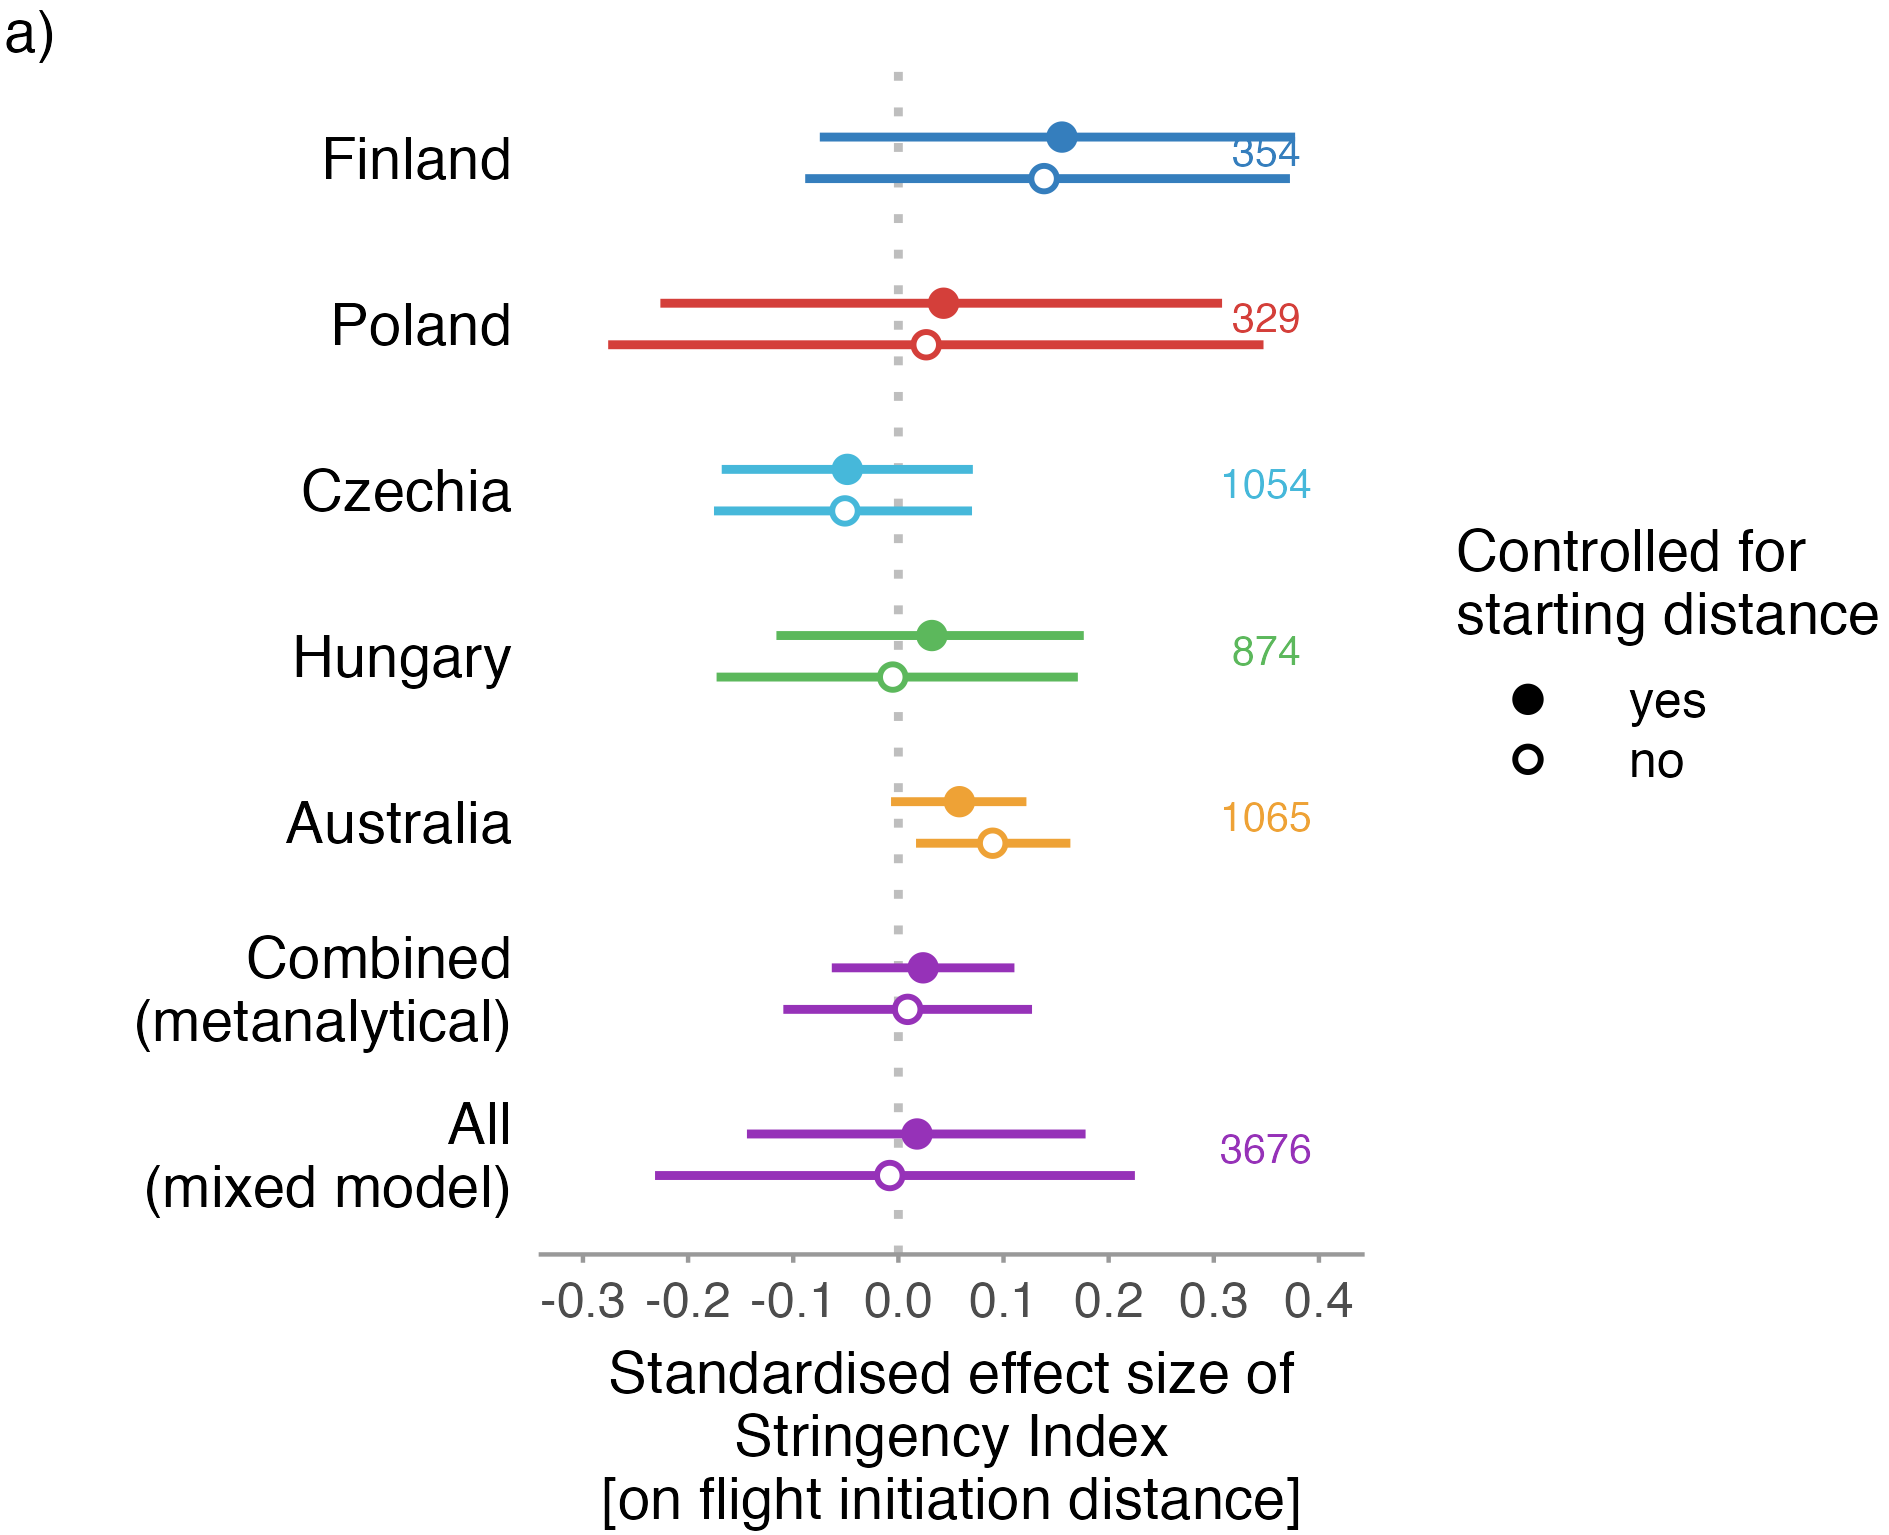 a)
Finland
354
Poland
329
Czechia
1054
Hungary
874
Australia
1065
Combined
(metanalytical)
All
(mixed model)
3676
Controlled for
starting distance
yes
no
-0.3 -0.2 -0.1 0.0 0.1 0.2 0.3 0.4
Standardised effect size of
Stringency Index
[on flight initiation distance]